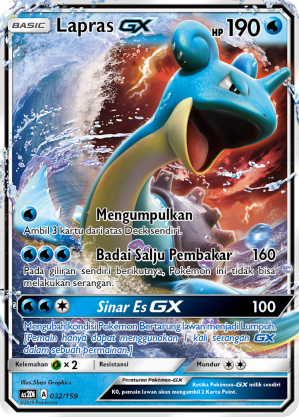 BASIC Lapras GX HP 190
Mengumpulkan
Ambil 3 kartu dari atas Deck sendiri.
Badai Salju Pembakar 160
Pada giliran sendiri berikutnya, Pokémon ini tidak bisa
melakukan serangan.
Sinar Es GX 100
Mengubah kondisi Pokémon Bertarung lawan menjadi Lumpuh.
[Pemain hanya dapat menggunakan 1 kali serangan GX
dalam sebuah permainan.]
Kelemahan × 2 Resistansi Mundur
Illus.5ban Graphics
Peraturan Pokémon-GX
Ketika Pokémon-GX milik sendiri
KO, pemain lawan akan mengambil 2 Kartu Point.
AS2D A 032/159